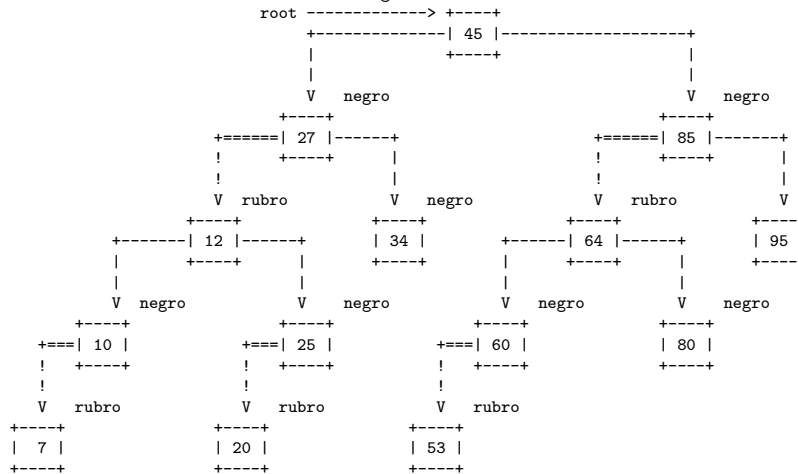 root -------------> 45
negro negro
27 85
rubro negro rubro
12 34 64 95
negro negro negro negro
10 25 60 80
rubro rubro rubro
7 20 53